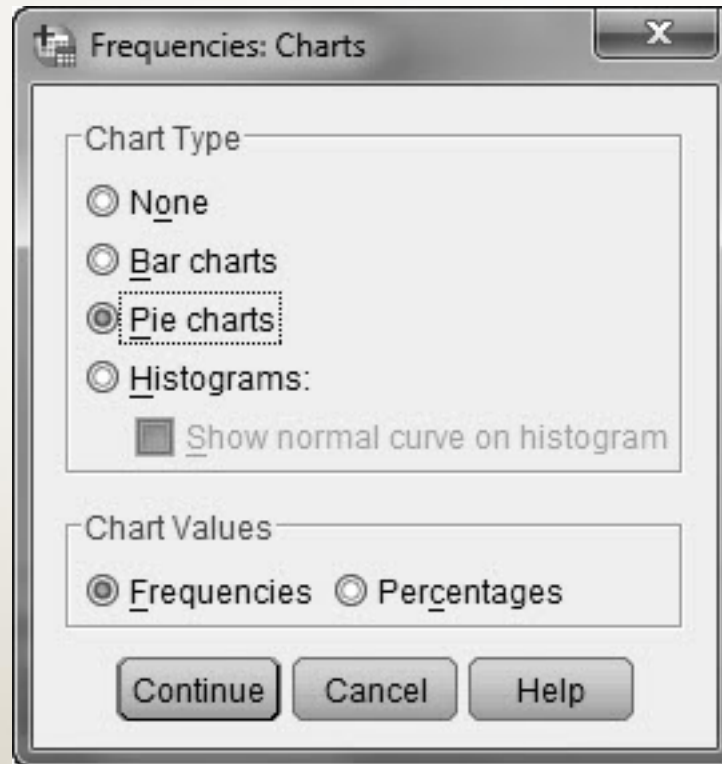 Frequencies: Charts
Chart Type
None
Bar charts
Pie charts
Histograms:
Show normal curve on histogram
Chart Values
Frequencies Percentages
Continue Cancel Help